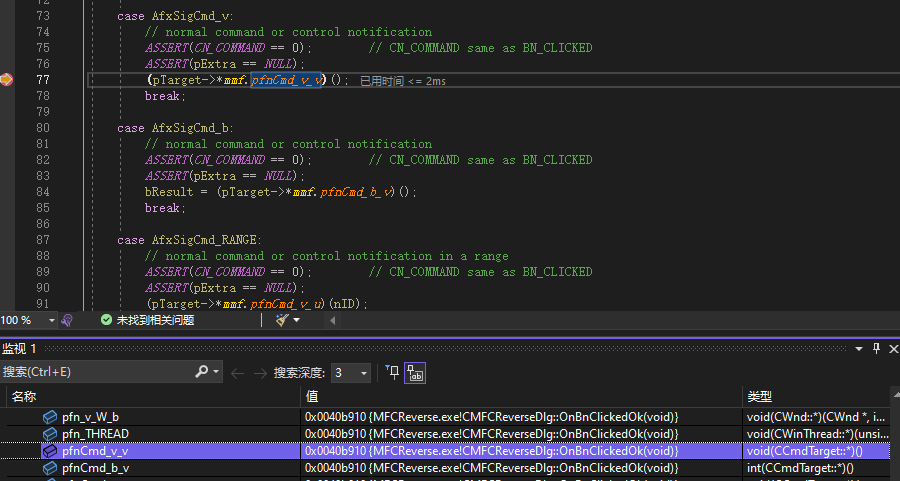 73 case AfxSigCmd_v:
74 // normal command or control notification
75 ASSERT(CN_COMMAND == 0); // CN_COMMAND same as BN_CLICKED
76 ASSERT(pExtra == NULL);
77 (pTarget->*mmf.pfnCmd_v_v)(); 已用时间 <= 2ms
78 break;
79
80 case AfxSigCmd_b:
81 // normal command or control notification
82 ASSERT(CN_COMMAND == 0); // CN_COMMAND same as BN_CLICKED
83 ASSERT(pExtra == NULL);
84 bResult = (pTarget->*mmf.pfnCmd_b_v)();
85 break;
86
87 case AfxSigCmd_RANGE:
88 // normal command or control notification in a range
89 ASSERT(CN_COMMAND == 0); // CN_COMMAND same as BN_CLICKED
90 ASSERT(pExtra == NULL);
91 (pTarget->*mmf.pfnCmd_v_u)(nID);
100 % 未找到相关问题
监视 1
搜索(Ctrl+E) 搜索深度: 3
名称 值 类型
pfn_v_W_b 0x0040b910 {MFCReverse.exe!CMFCReverseDlg::OnBnClickedOk(void)} void(CWnd::*)(CWnd *, i...
pfn_THREAD 0x0040b910 {MFCReverse.exe!CMFCReverseDlg::OnBnClickedOk(void)} void(CWinThread::*)(unsi...
pfnCmd_v_v 0x0040b910 {MFCReverse.exe!CMFCReverseDlg::OnBnClickedOk(void)} void(CCmdTarget::*)()
pfnCmd_b_v 0x0040b910 {MFCReverse.exe!CMFCReverseDlg::OnBnClickedOk(void)} int(CCmdTarget::*)()